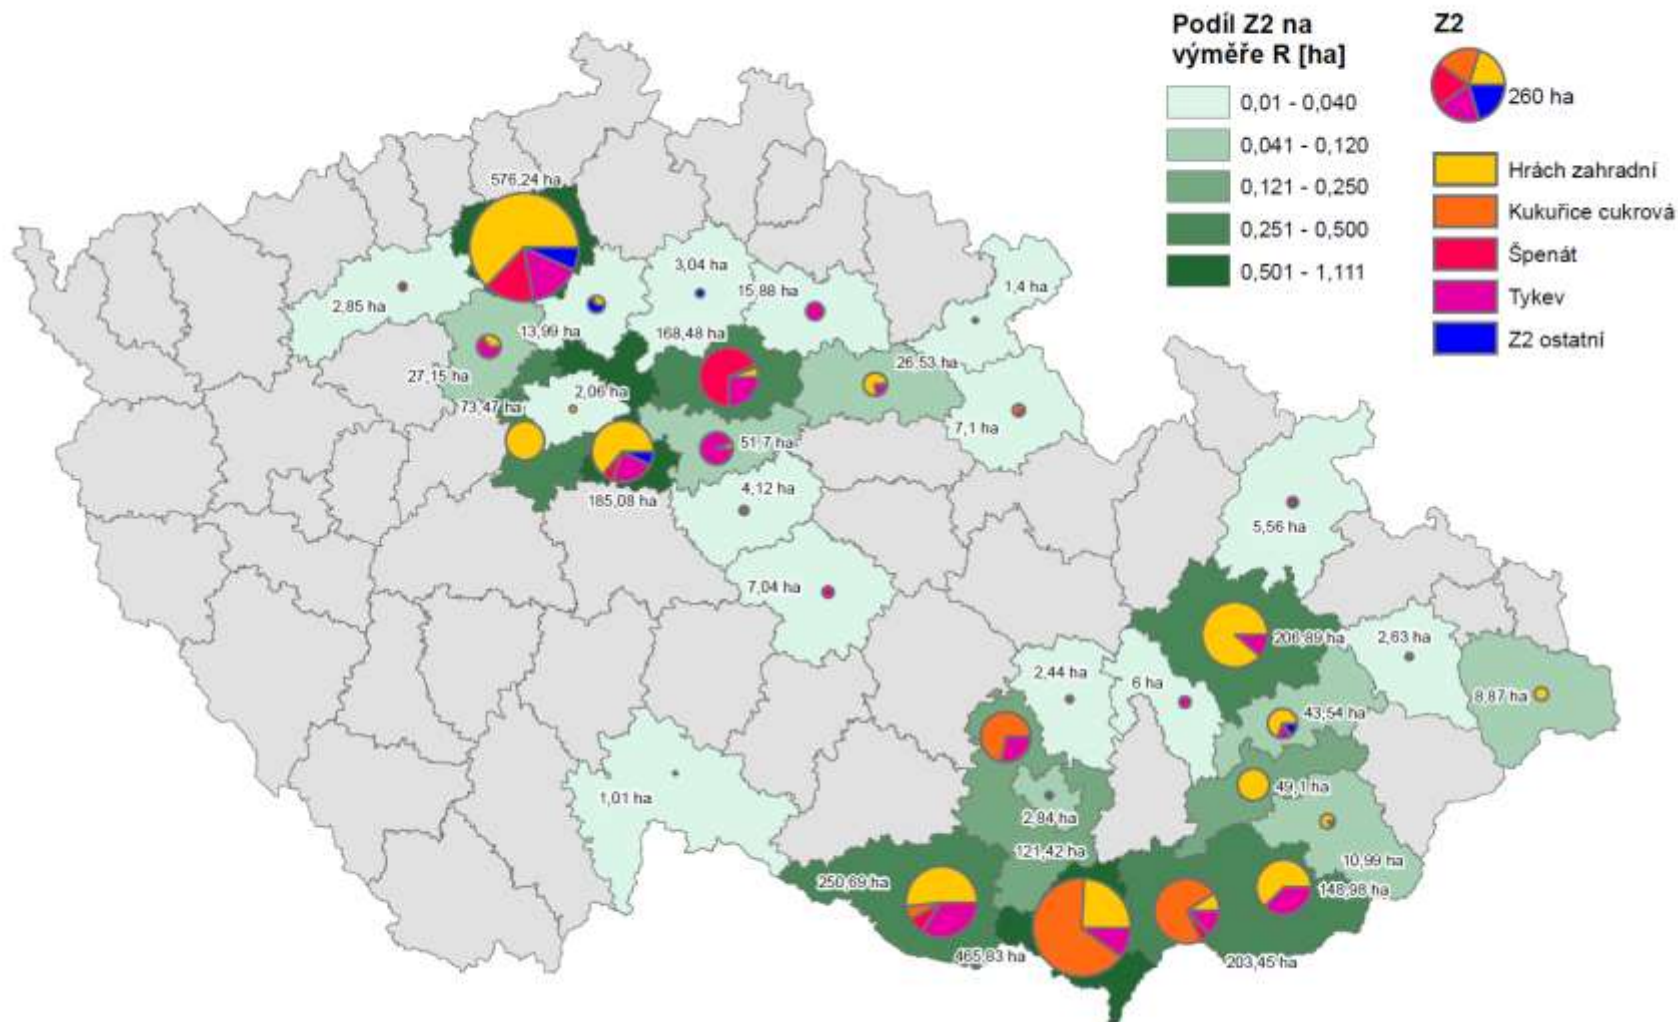 Podíl Z2 na
výměře R [ha]
0,01 - 0,040
0,041 - 0,120
0,121 - 0,250
0,251 - 0,500
0,501 - 1,111
Z2
260 ha
Hrách zahradní
Kukuřice cukrová
Špenát
Tykev
Z2 ostatní
576,24 ha
3,04 ha
2,85 ha
15,88 ha
1,4 ha
13,99 ha
168,48 ha
27,15 ha
26,53 ha
2,06 ha
73,47 ha
7,1 ha
51,7 ha
185,08 ha
4,12 ha
5,56 ha
7,04 ha
206,89 ha
2,63 ha
2,44 ha
6 ha
8,87 ha
43,54 ha
49,1 ha
1,01 ha
2,84 ha
121,42 ha
10,99 ha
250,69 ha
148,98 ha
465,83 ha
203,45 ha